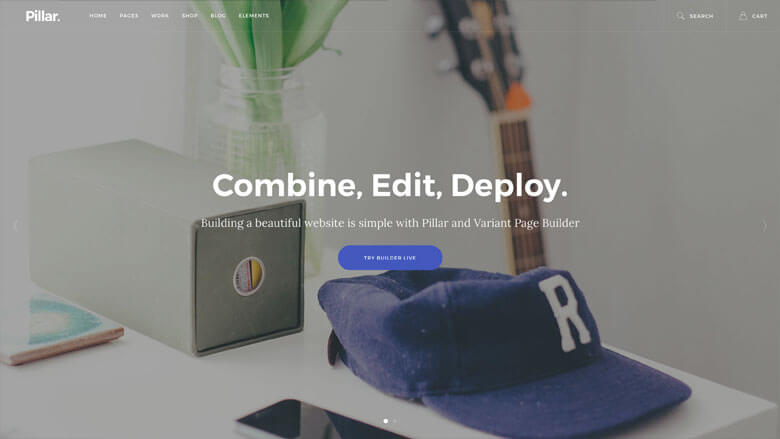 Pillar.
HOME PAGES WORK SHOP BLOG ELEMENTS
SEARCH
CART
Combine, Edit, Deploy.
Building a beautiful website is simple with Pillar and Variant Page Builder
TRY BUILDER LIVE
R